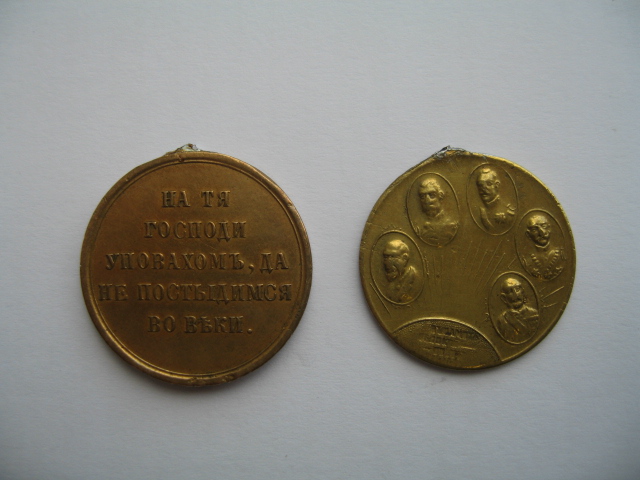 НА ТЯ
ГОСПОДИ
УПОВАХОМЪ, ДА
НЕ ПОСТЫДИМСЯ
ВО ВѢКИ.